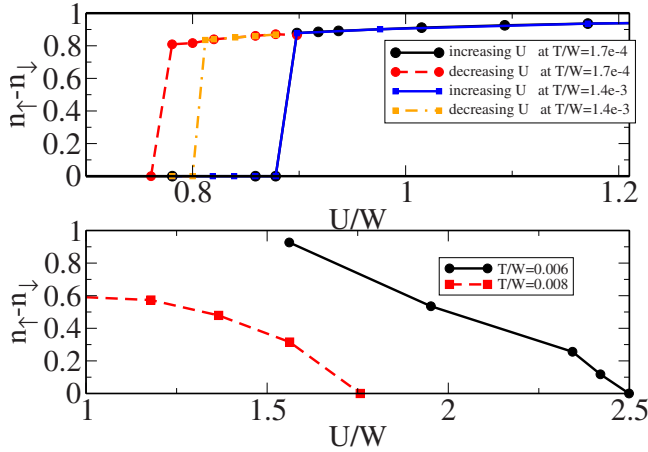 1
0.8
0.6
0.4
0.2
0
n↑-n↓
increasing U at T/W=1.7e-4
decreasing U at T/W=1.7e-4
increasing U at T/W=1.4e-3
decreasing U at T/W=1.4e-3
0.8 1 1.2
U/W
1
0.8
0.6
0.4
0.2
0
n↑-n↓
T/W=0.006
T/W=0.008
1 1.5 2 2.5
U/W